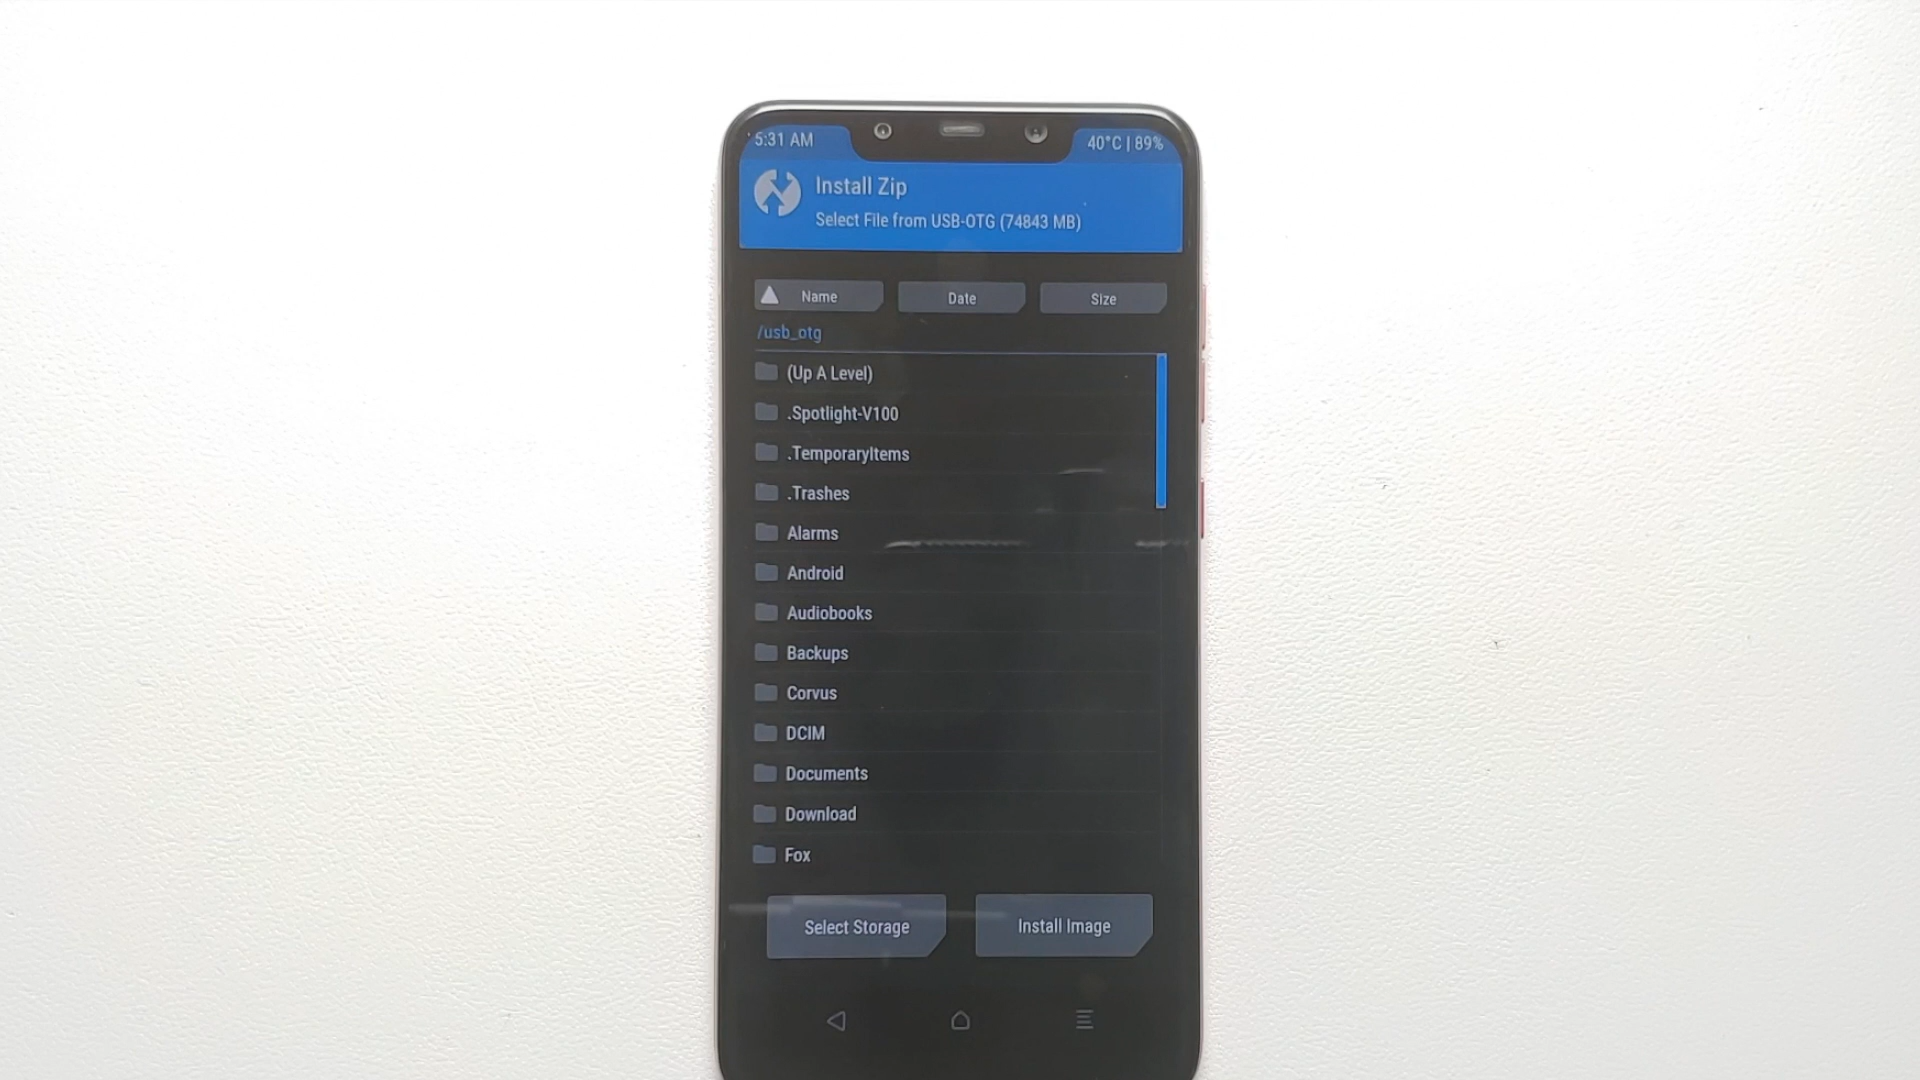 5:31 AM
40°C | 89%
Install Zip
Select File from USB-OTG (74843 MB)
Name
Date
Size
/usb_otg
(Up A Level)
.Spotlight-V100
.TemporaryItems
.Trashes
Alarms
Android
Audiobooks
Backups
Corvus
DCIM
Documents
Download
Fox
Select Storage
Install Image